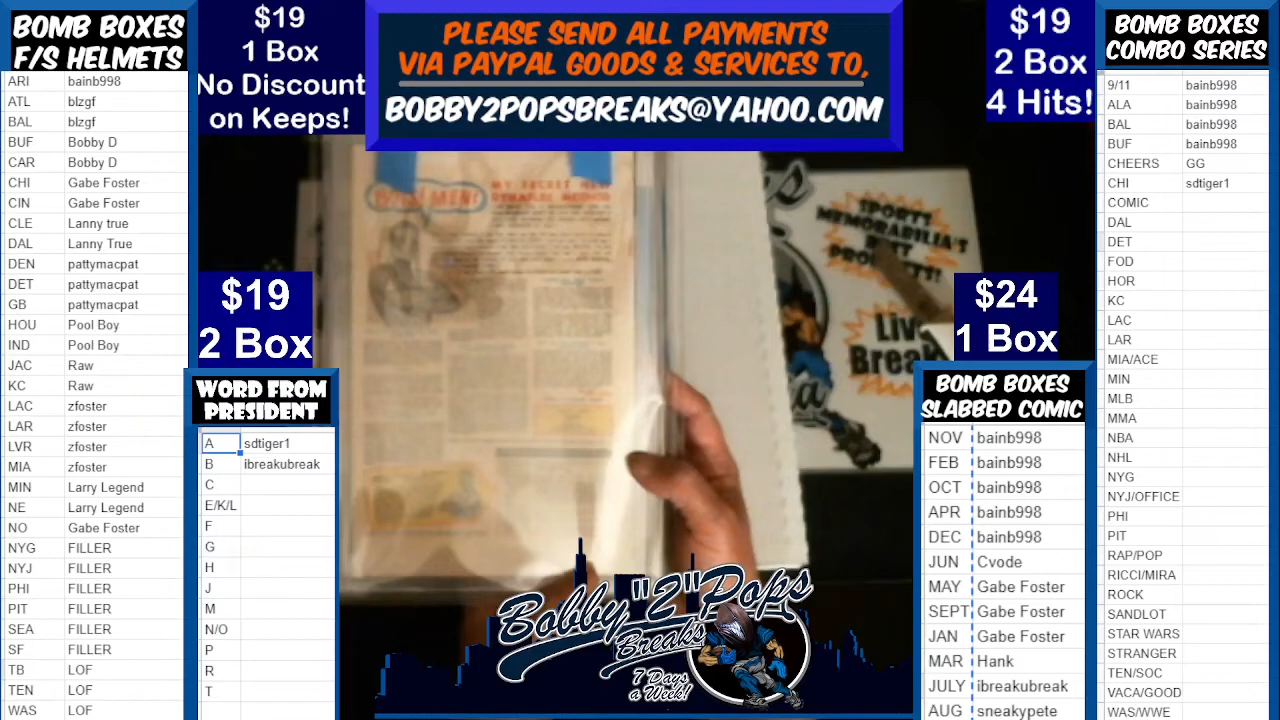 BOMB BOXES
F/S HELMETS
ARI bainb998
ATL blzgf
BAL blzgf
BUF Bobby D
CAR Bobby D
CHI Gabe Foster
CIN Gabe Foster
CLE Lanny true
DAL Lanny True
DEN pattymacpat
DET pattymacpat
GB pattymacpat
HOU Pool Boy
IND Pool Boy
JAC Raw
KC Raw
LAC zfoster
LAR zfoster
LVR zfoster
MIA zfoster
MIN Larry Legend
NE Larry Legend
NO Gabe Foster
NYG FILLER
NYJ FILLER
PHI FILLER
PIT FILLER
SEA FILLER
SF FILLER
TB LOF
TEN LOF
WAS LOF
$19
1 Box
No Discount
on Keeps!
$19
2 Box
WORD FROM
PRESIDENT
A sdtiger1
B ibreakubreak
C
E/K/L
F
G
H
J
M
N/O
P
R
T
PLEASE SEND ALL PAYMENTS
VIA PAYPAL GOODS & SERVICES TO,
BOBBY2POPSBREAKS@YAHOO.COM
MY SECRET NEW
DYNAFLEX METHOD
SPORTS
MEMORABILIA'S
PRODUCTS!
Live
Break
Bobby "2" Pops
Breaks
7 Days
a Week!
$19
2 Box
4 Hits!
$24
1 Box
BOMB BOXES
SLABBED COMIC
NOV bainb998
FEB bainb998
OCT bainb998
APR bainb998
DEC bainb998
JUN Cvode
MAY Gabe Foster
SEPT Gabe Foster
JAN Gabe Foster
MAR Hank
JULY ibreakubreak
AUG sneakypete
BOMB BOXES
COMBO SERIES
9/11 bainb998
ALA bainb998
BAL bainb998
BUF bainb998
CHEERS GG
CHI sdtiger1
COMIC
DAL
DET
FOD
HOR
KC
LAC
LAR
MIA/ACE
MIN
MLB
MMA
NBA
NHL
NYG
NYJ/OFFICE
PHI
PIT
RAP/POP
RICCI/MIRA
ROCK
SANDLOT
STAR WARS
STRANGER
TEN/SOC
VACA/GOOD
WAS/WWE